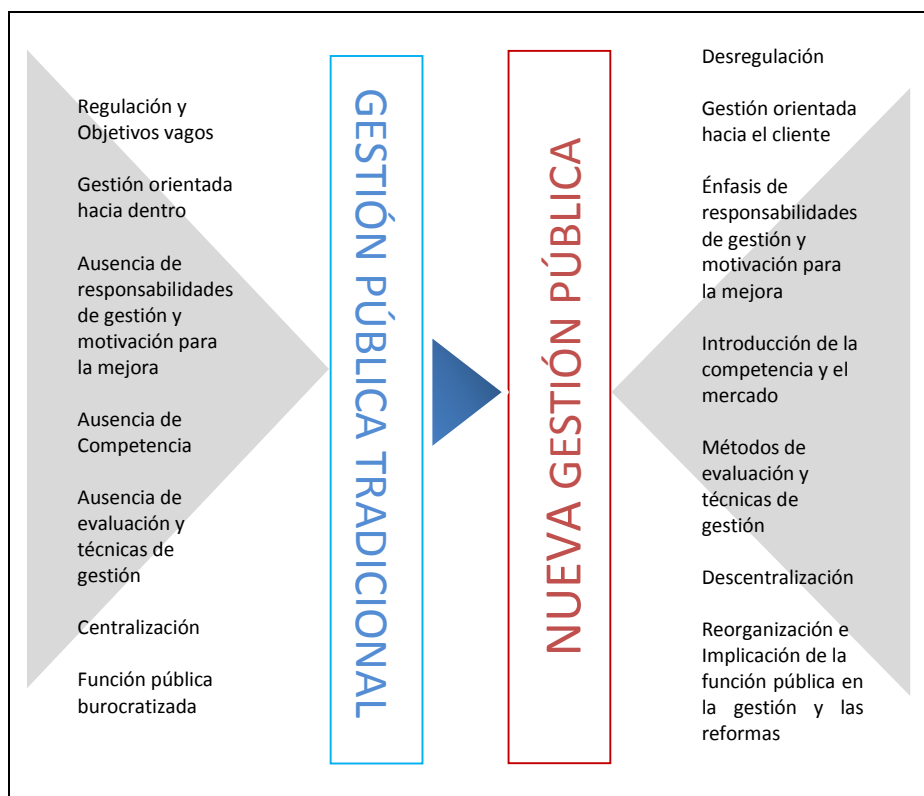 Regulación y
Objetivos vagos
Gestión orientada
hacia dentro
Ausencia de
responsabilidades
de gestión y
motivación para
la mejora
Ausencia de
Competencia
Ausencia de
evaluación y
técnicas de
gestión
Centralización
Función pública
burocratizada
GESTIÓN PÚBLICA TRADICIONAL
NUEVA GESTIÓN PÚBLICA
Desregulación
Gestión orientada
hacia el cliente
Énfasis de
responsabilidades
de gestión y
motivación para
la mejora
Introducción de la
competencia y el
mercado
Métodos de
evaluación y
técnicas de
gestión
Descentralización
Reorganización e
Implicación de la
función pública en
la gestión y las
reformas